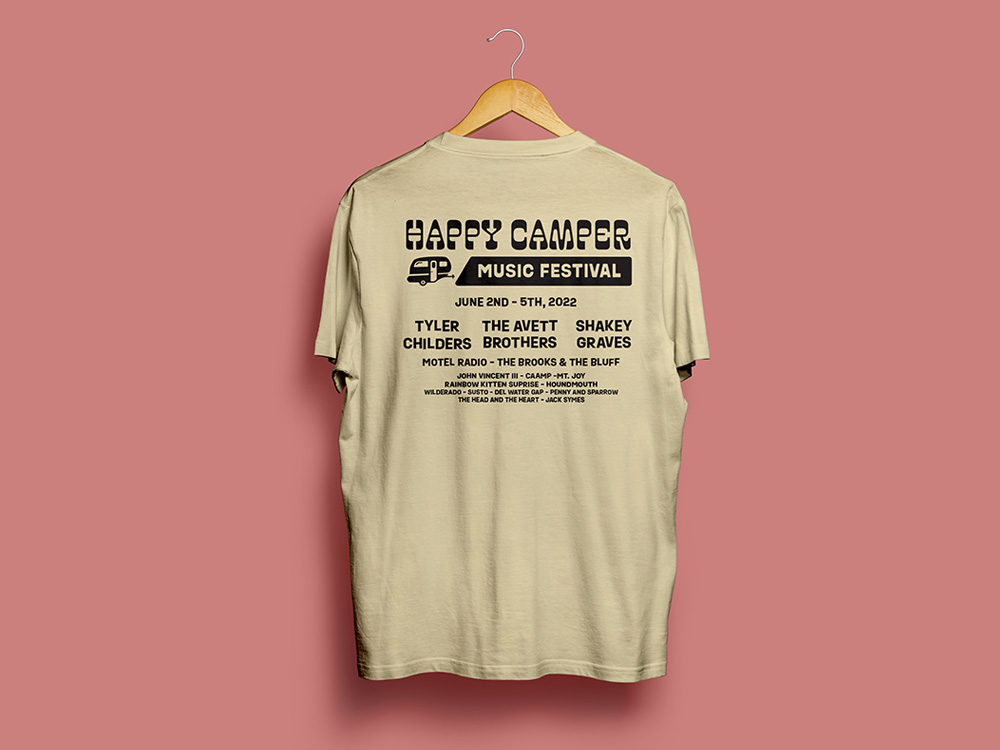 HAPPY CAMPER
MUSIC FESTIVAL
JUNE 2ND - 5TH, 2022
TYLER CHILDERS
THE AVETT BROTHERS
SHAKEY GRAVES
MOTEL RADIO - THE BROOKS & THE BLUFF
JOHN VINCENT III - CAAMP -MT. JOY
RAINBOW KITTEN SUPRISE - HOUNDMOUTH
WILDERADO - SUSTO - DEL WATER GAP - PENNY AND SPARROW
THE HEAD AND THE HEART - JACK SYMES